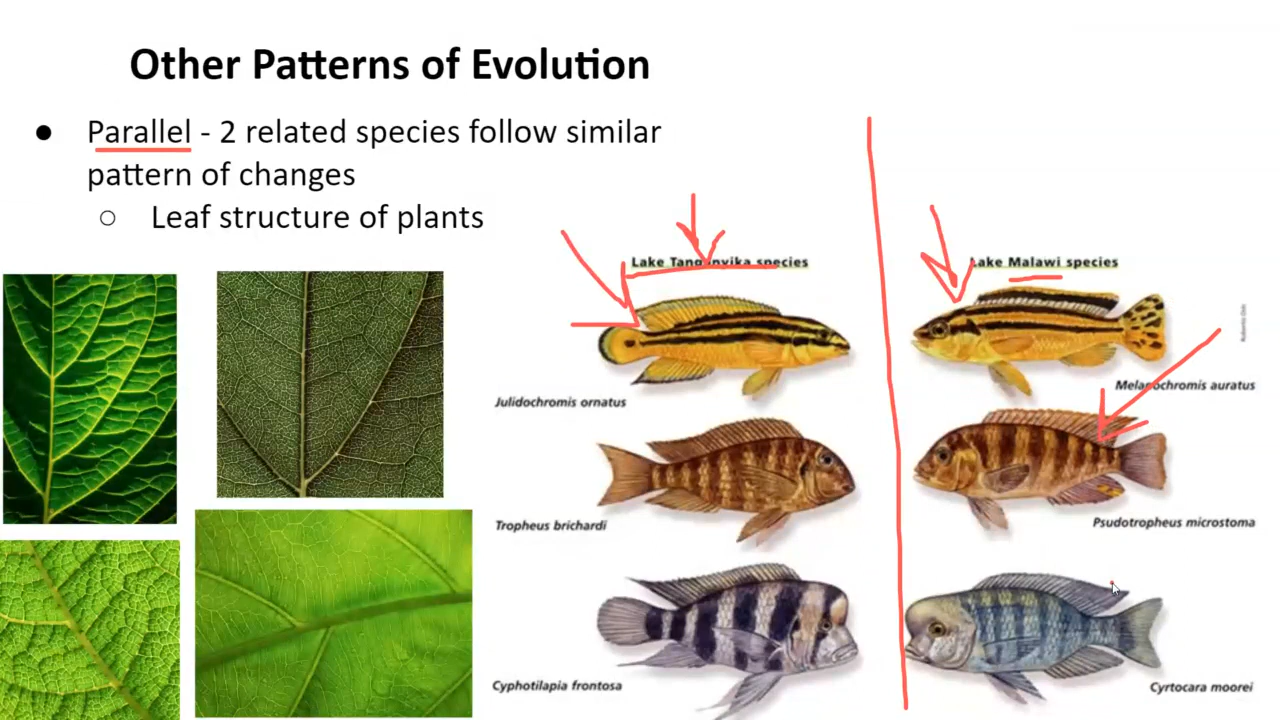 Other Patterns of Evolution
● Parallel - 2 related species follow similar
pattern of changes
○ Leaf structure of plants
Lake Tanganyika species
Lake Malawi species
Julidochromis ornatus
Melanochromis auratus
Tropheus brichardi
Psudotropheus microstoma
Cyphotilapia frontosa
Cyrtocara moorei